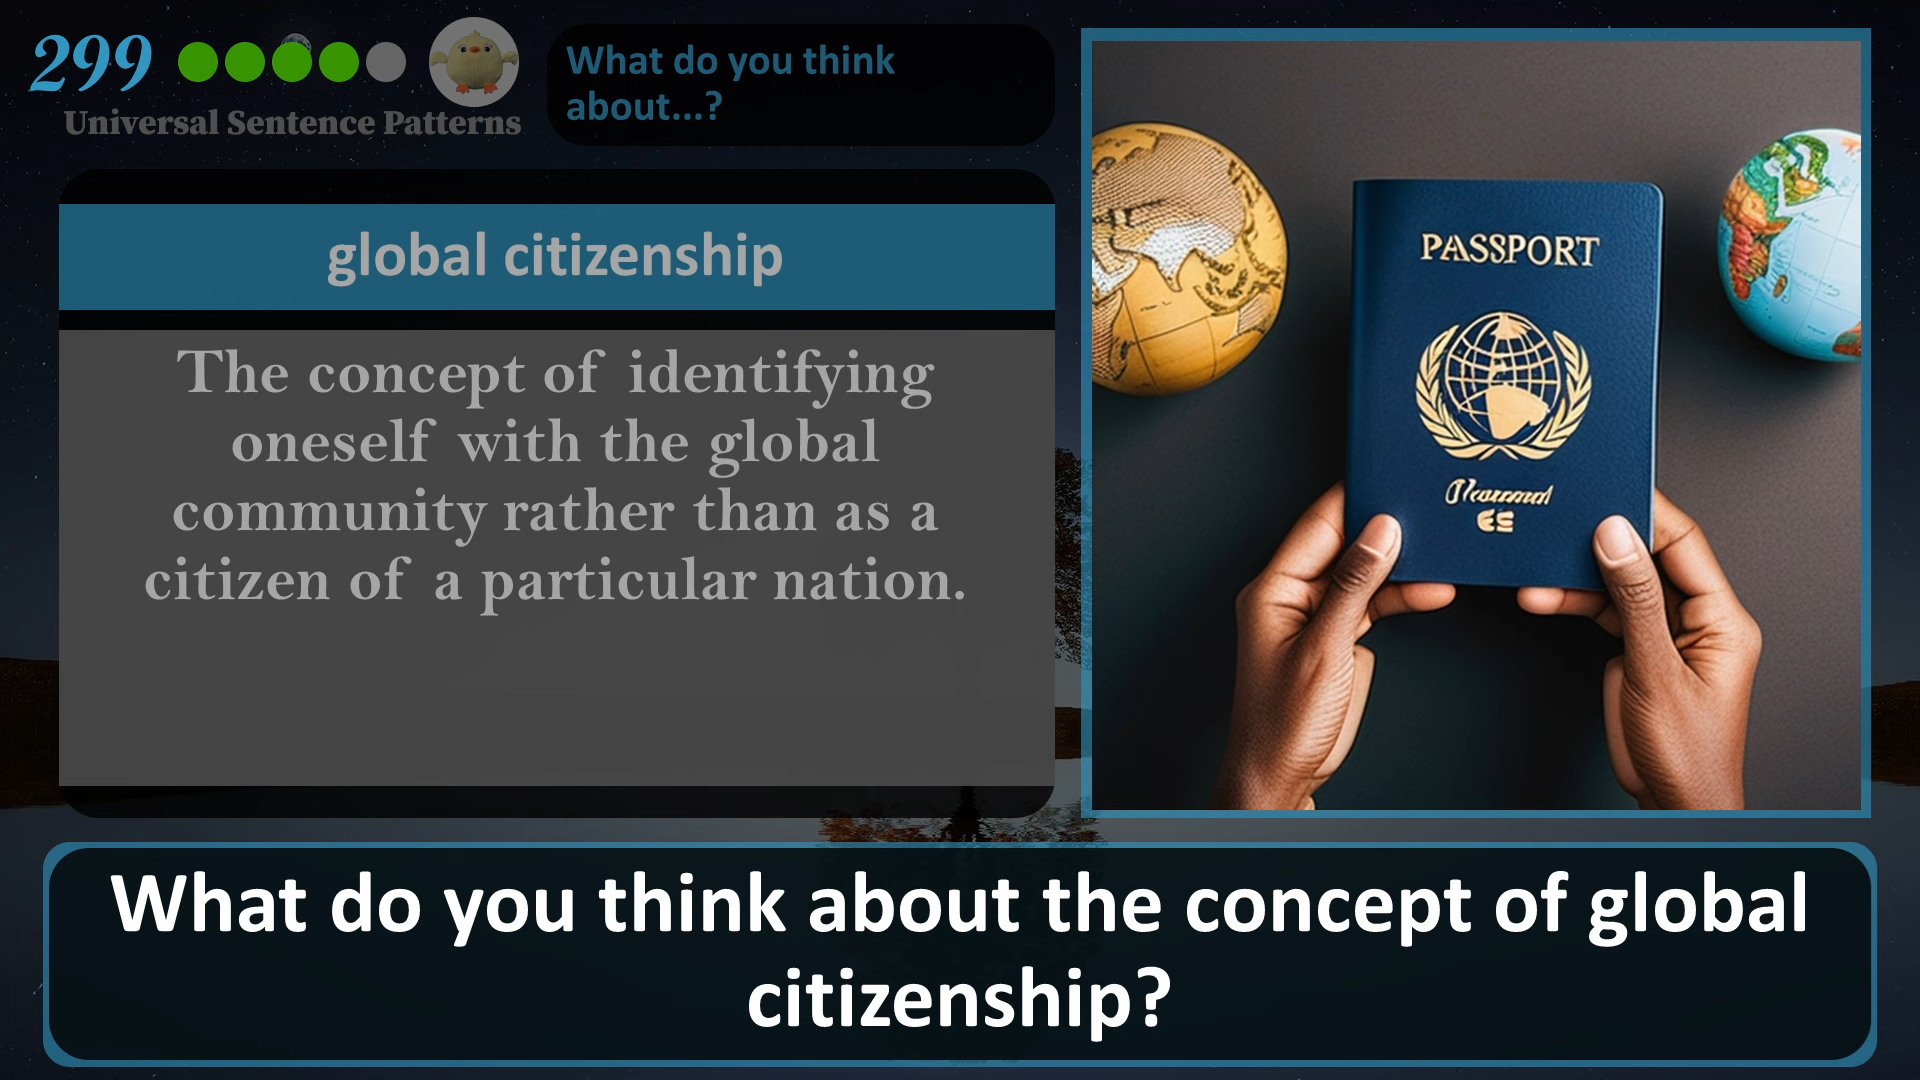 299
Universal Sentence Patterns
What do you think
about...?
global citizenship
The concept of identifying
oneself with the global
community rather than as a
citizen of a particular nation.
PASSPORT
What do you think about the concept of global
citizenship?